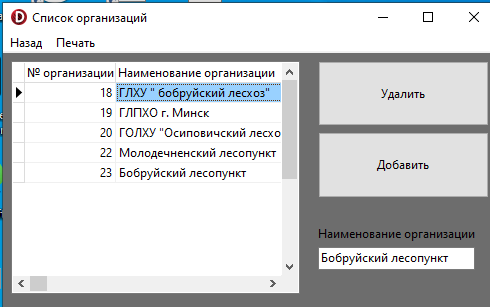 Список организаций
Назад Печать
№ организации Наименование организации
18 ГЛХУ " бобруйский лесхоз"
19 ГЛПХО г. Минск
20 ГОЛХУ "Осиповичский лесхо
22 Молодечненский лесопункт
23 Бобруйский лесопункт
Удалить
Добавить
Наименование организации
Бобруйский лесопункт